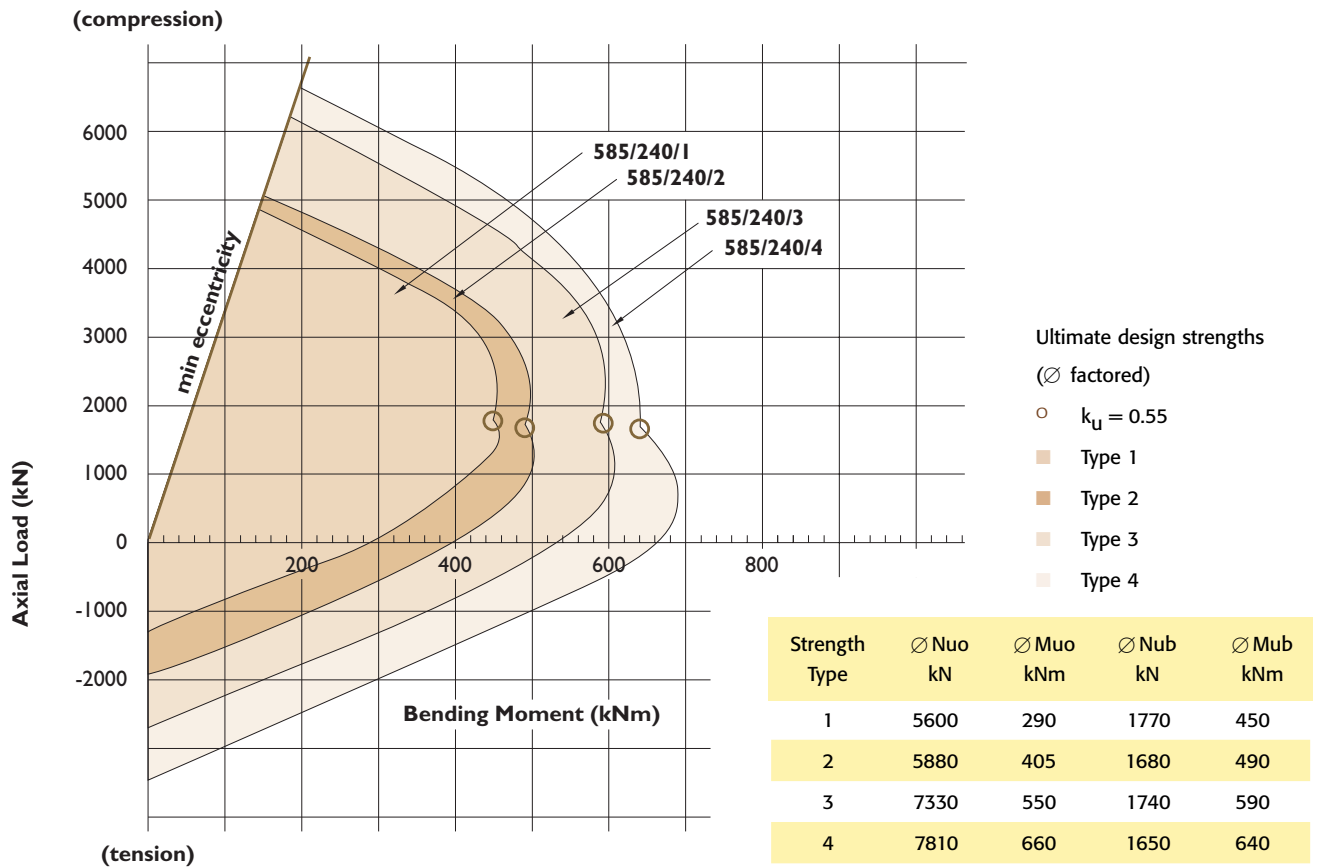 (compression)
6000
5000
4000
3000
2000
1000
0
-1000
-2000
Axial Load (kN)
min eccentricity
585/240/1
585/240/2
585/240/3
585/240/4
200
400
600
800
Bending Moment (kNm)
(tension)
Ultimate design strengths
(∅ factored)
○ ku = 0.55
Type 1
Type 2
Type 3
Type 4
Strength Type ∅ Nuo kN ∅ Muo kNm ∅ Nub kN ∅ Mub kNm
1 5600 290 1770 450
2 5880 405 1680 490
3 7330 550 1740 590
4 7810 660 1650 640